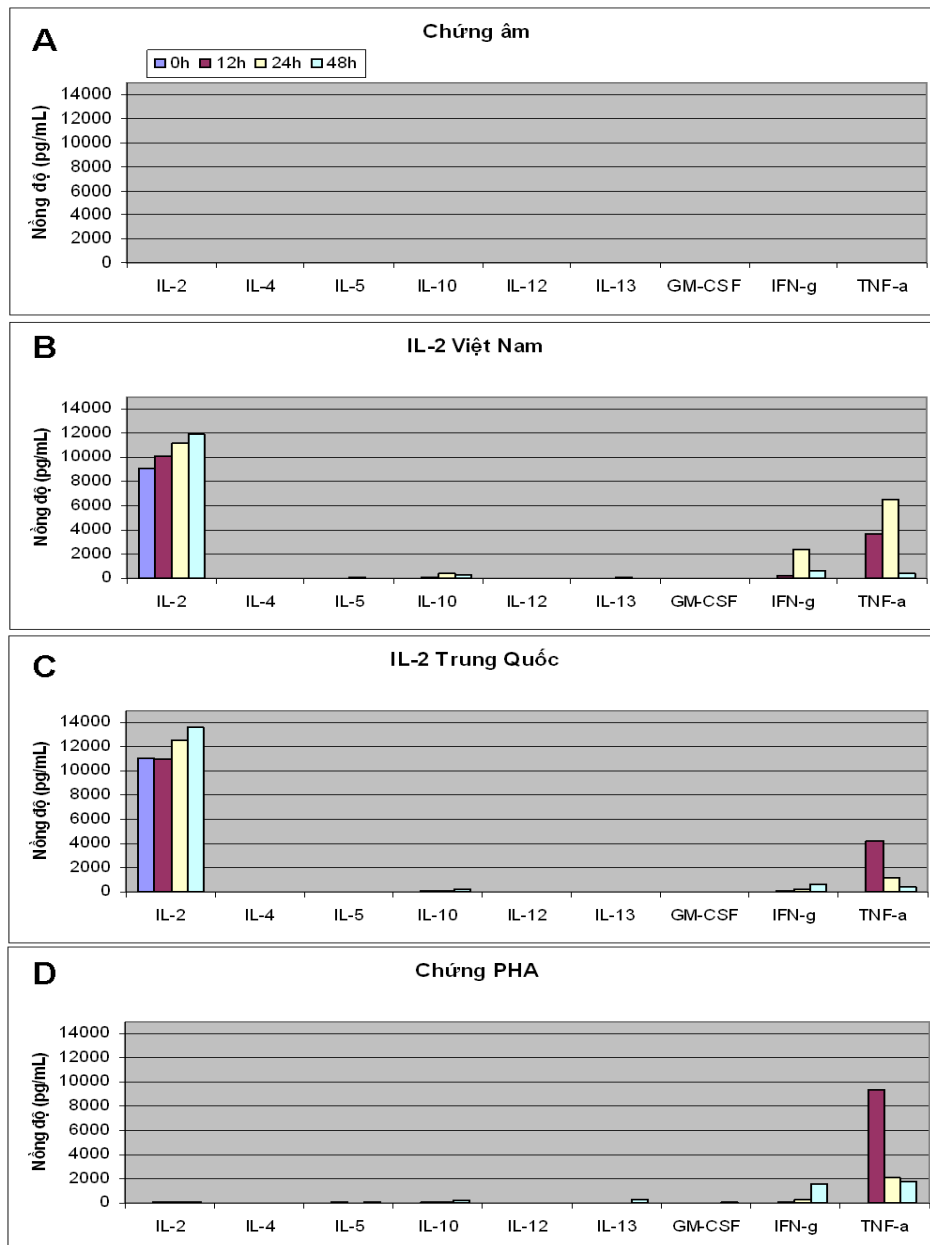 A
Chứng âm
0h 12h 24h 48h
Nồng độ (pg/mL)
14000
12000
10000
8000
6000
4000
2000
0
IL-2 IL-4 IL-5 IL-10 IL-12 IL-13 GM-CSF IFN-g TNF-a
B
IL-2 Việt Nam
Nồng độ (pg/mL)
14000
12000
10000
8000
6000
4000
2000
0
IL-2 IL-4 IL-5 IL-10 IL-12 IL-13 GM-CSF IFN-g TNF-a
C
IL-2 Trung Quốc
Nồng độ (pg/mL)
14000
12000
10000
8000
6000
4000
2000
0
IL-2 IL-4 IL-5 IL-10 IL-12 IL-13 GM-CSF IFN-g TNF-a
D
Chứng PHA
Nồng độ (pg/mL)
14000
12000
10000
8000
6000
4000
2000
0
IL-2 IL-4 IL-5 IL-10 IL-12 IL-13 GM-CSF IFN-g TNF-a